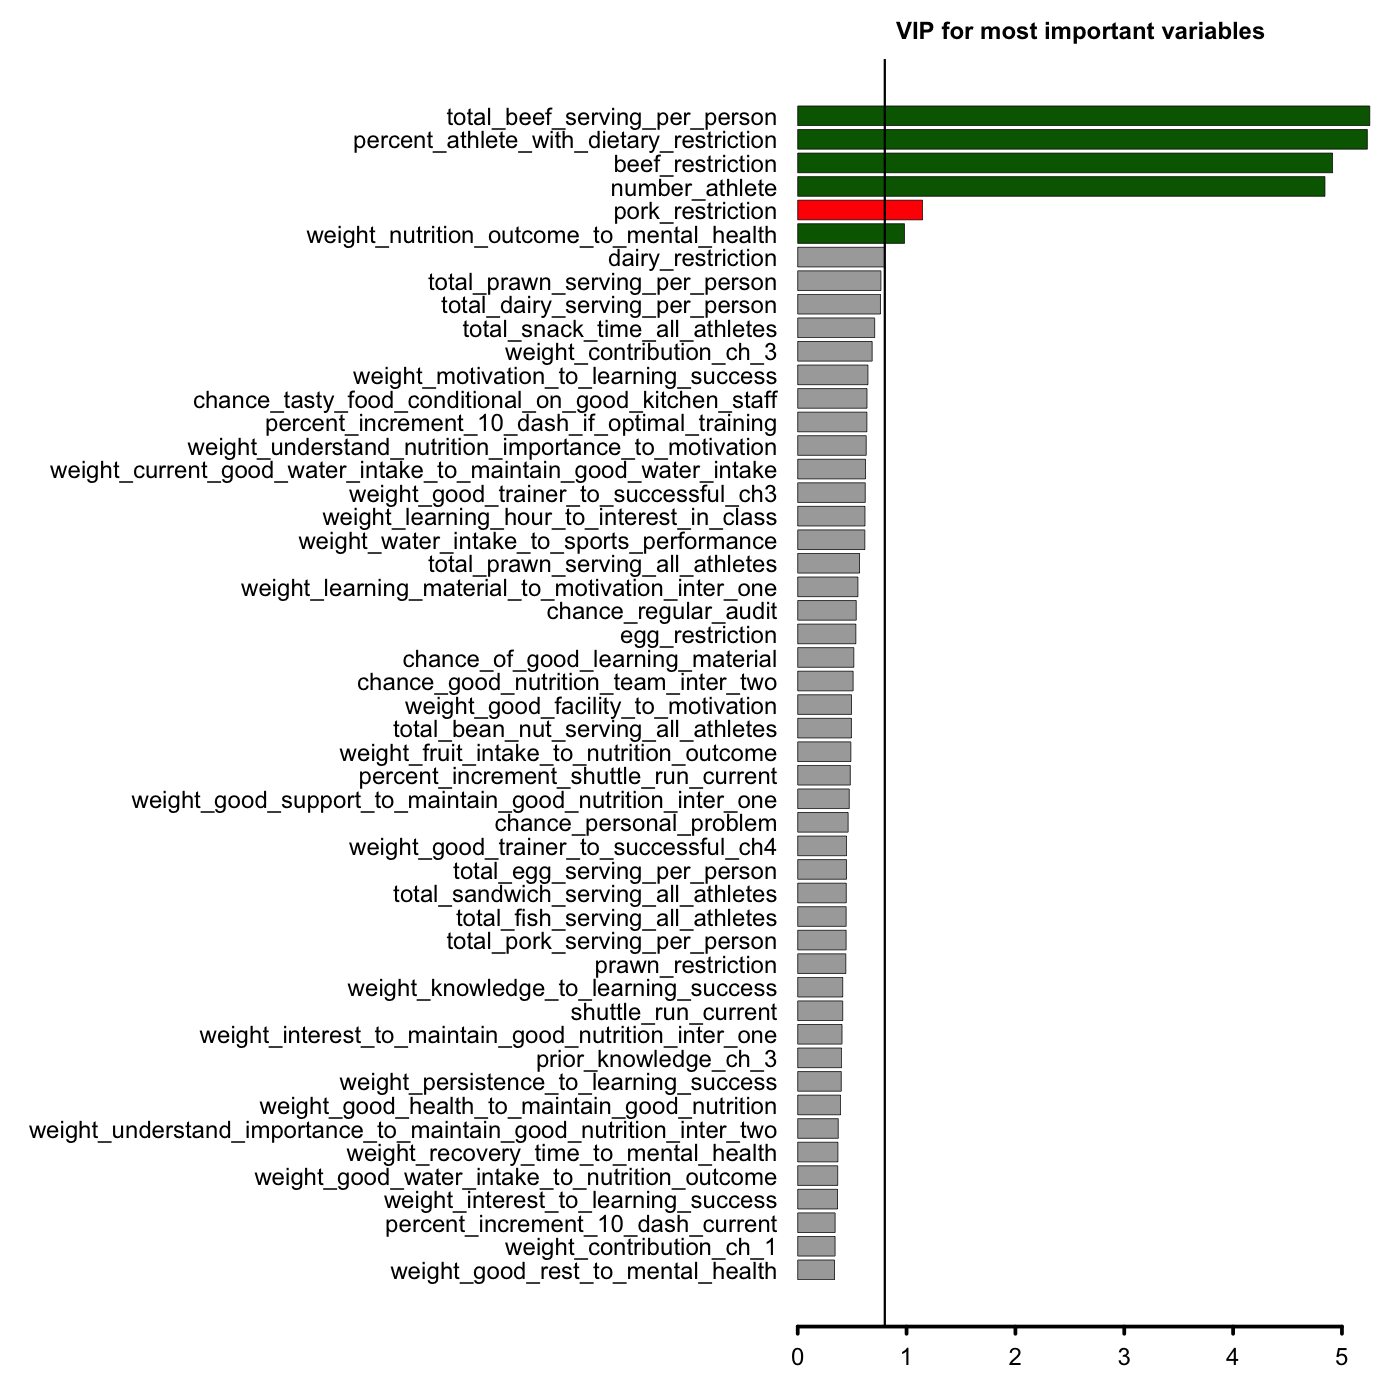 VIP for most important variables
total_beef_serving_per_person
percent_athlete_with_dietary_restriction
beef_restriction
number_athlete
pork_restriction
weight_nutrition_outcome_to_mental_health
dairy_restriction
total_prawn_serving_per_person
total_dairy_serving_per_person
total_snack_time_all_athletes
weight_contribution_ch_3
weight_motivation_to_learning_success
chance_tasty_food_conditional_on_good_kitchen_staff
percent_increment_10_dash_if_optimal_training
weight_understand_nutrition_importance_to_motivation
weight_current_good_water_intake_to_maintain_good_water_intake
weight_good_trainer_to_successful_ch3
weight_learning_hour_to_interest_in_class
weight_water_intake_to_sports_performance
total_prawn_serving_all_athletes
weight_learning_material_to_motivation_inter_one
chance_regular_audit
egg_restriction
chance_of_good_learning_material
chance_good_nutrition_team_inter_two
weight_good_facility_to_motivation
total_bean_nut_serving_all_athletes
weight_fruit_intake_to_nutrition_outcome
percent_increment_shuttle_run_current
weight_good_support_to_maintain_good_nutrition_inter_one
chance_personal_problem
weight_good_trainer_to_successful_ch4
total_egg_serving_per_person
total_sandwich_serving_all_athletes
total_fish_serving_all_athletes
total_pork_serving_per_person
prawn_restriction
weight_knowledge_to_learning_success
shuttle_run_current
weight_interest_to_maintain_good_nutrition_inter_one
prior_knowledge_ch_3
weight_persistence_to_learning_success
weight_good_health_to_maintain_good_nutrition
weight_understand_importance_to_maintain_good_nutrition_inter_two
weight_recovery_time_to_mental_health
weight_good_water_intake_to_nutrition_outcome
weight_interest_to_learning_success
percent_increment_10_dash_current
weight_contribution_ch_1
weight_good_rest_to_mental_health
0 1 2 3 4 5